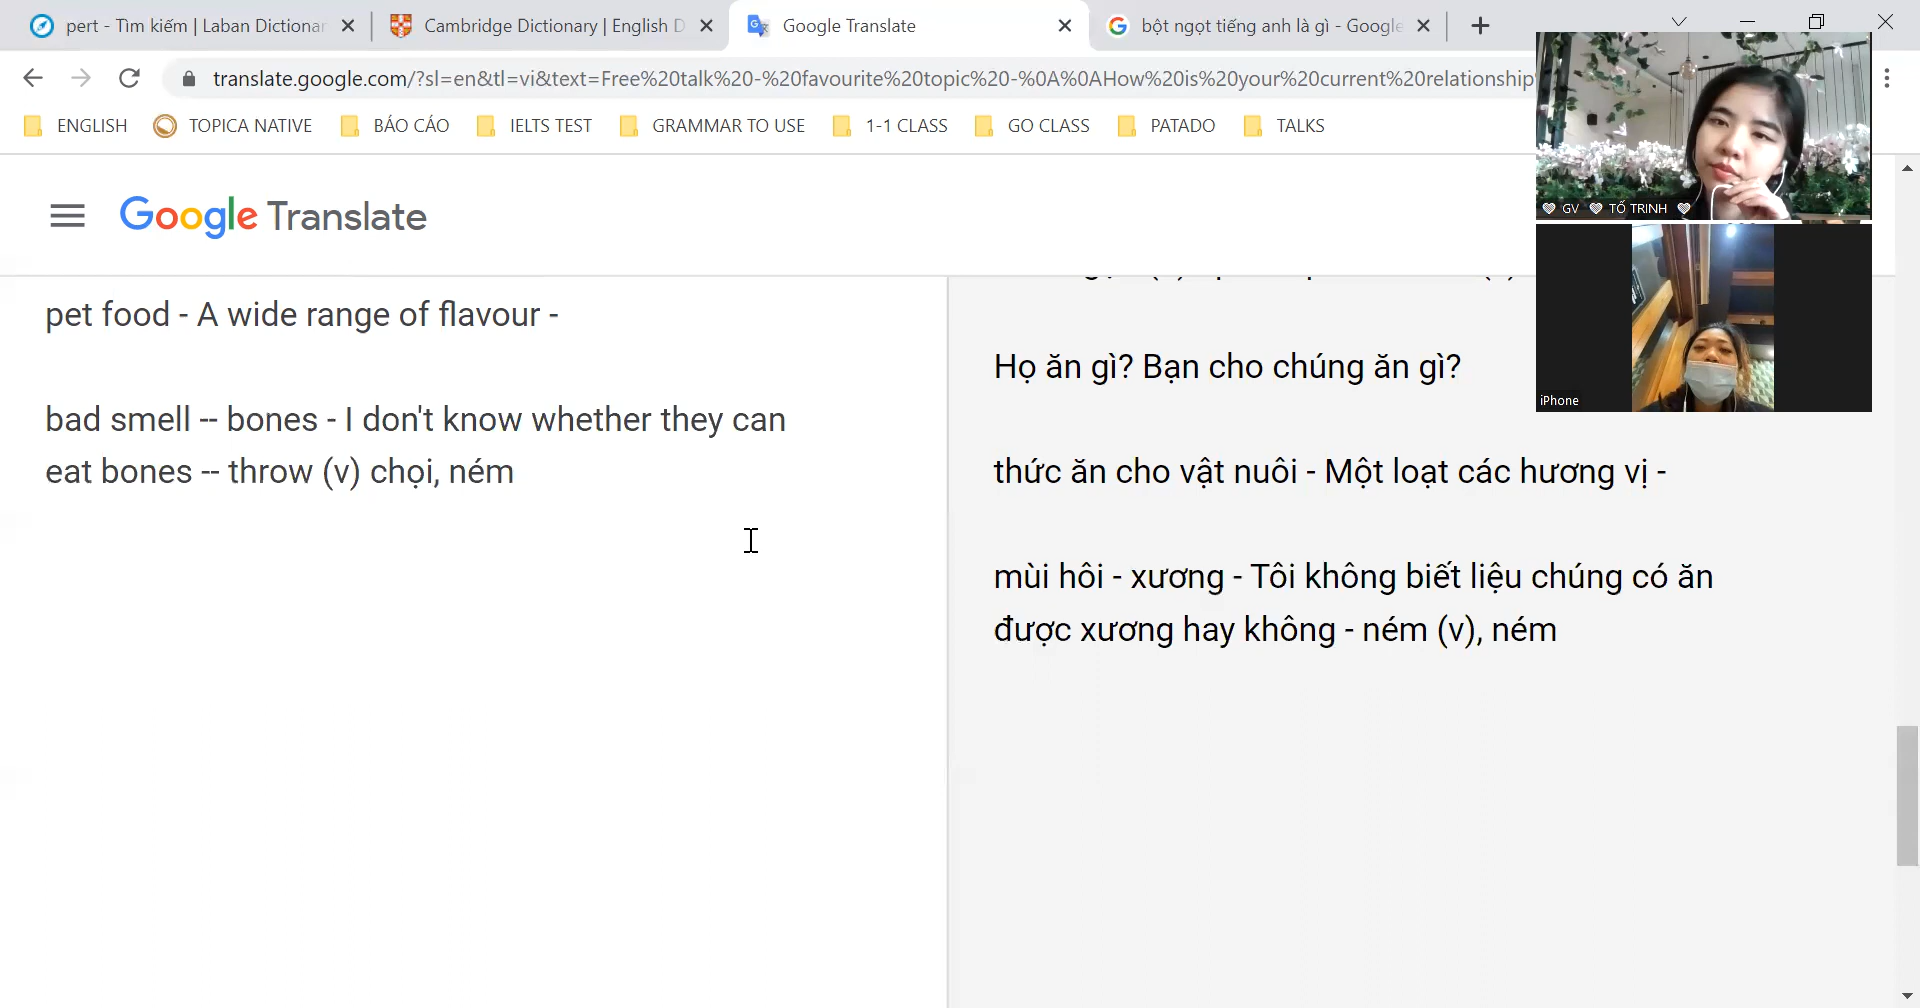 pert - Tìm kiếm | Laban Dictionar
Cambridge Dictionary | English D
Google Translate
bột ngọt tiếng anh là gì - Google
translate.google.com/?sl=en&tl=vi&text=Free%20talk%20-%20favourite%20topic%20-%0A%0AHow%20is%20your%20current%20relationship
ENGLISH
TOPICA NATIVE
BÁO CÁO
IELTS TEST
GRAMMAR TO USE
1-1 CLASS
GO CLASS
PATADO
TALKS
GV TỐ TRINH
Google Translate
iPhone
pet food - A wide range of flavour -
bad smell -- bones - I don't know whether they can
eat bones -- throw (v) chọi, ném
Họ ăn gì? Bạn cho chúng ăn gì?
thức ăn cho vật nuôi - Một loạt các hương vị -
mùi hôi - xương - Tôi không biết liệu chúng có ăn
được xương hay không - ném (v), ném